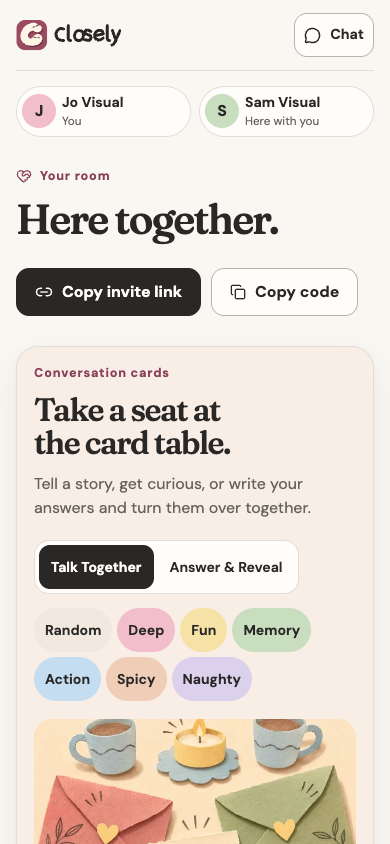 Closely
Chat
J
Jo Visual
You
S
Sam Visual
Here with you
Your room
Here together.
Copy invite link
Copy code
Conversation cards
Take a seat at
the card table.
Tell a story, get curious, or write your
answers and turn them over together.
Talk Together
Answer & Reveal
Random
Deep
Fun
Memory
Action
Spicy
Naughty